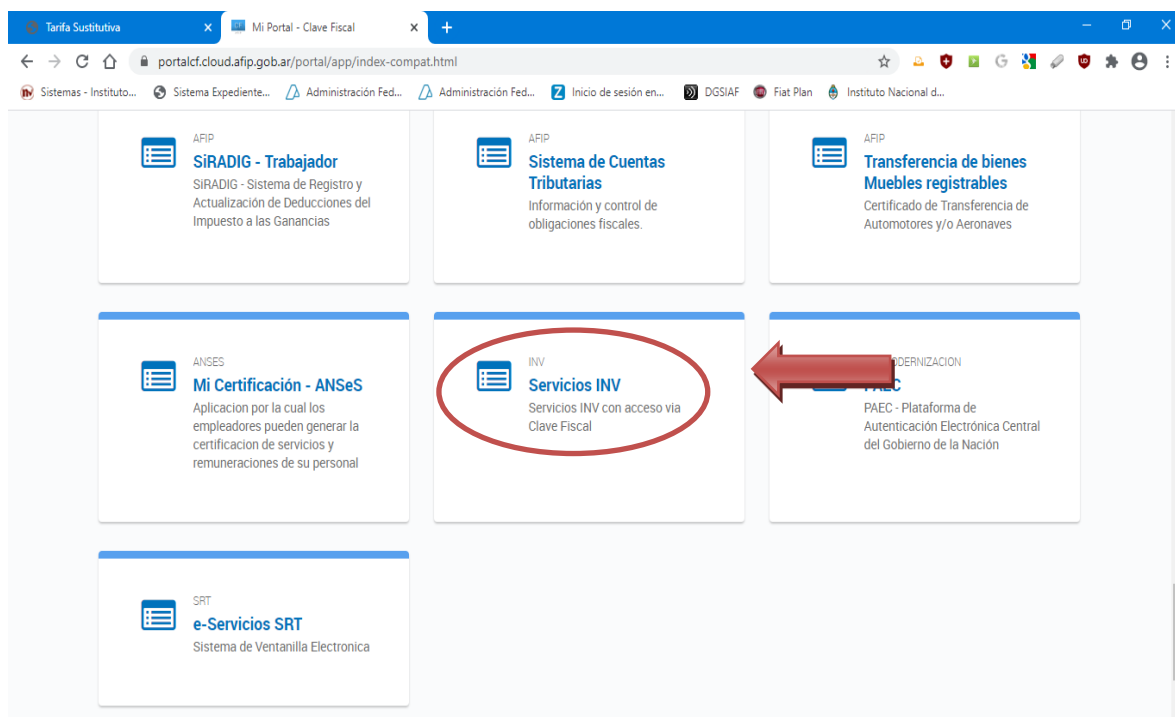 Tarifa Sustitutiva
Mi Portal - Clave Fiscal
portalcf.cloud.afip.gob.ar/portal/app/index-compat.html
Sistemas - Instituto...
Sistema Expediente...
Administración Fed...
Administración Fed...
Inicio de sesión en...
DGSIAF
Fiat Plan
Instituto Nacional d...
AFIP
SiRADIG - Trabajador
SiRADIG - Sistema de Registro y
Actualización de Deducciones del
Impuesto a las Ganancias
AFIP
Sistema de Cuentas
Tributarias
Información y control de
obligaciones fiscales.
AFIP
Transferencia de bienes
Muebles registrables
Certificado de Transferencia de
Automotores y/o Aeronaves
ANSES
Mi Certificación - ANSeS
Aplicacion por la cual los
empleadores pueden generar la
certificacion de servicios y
remuneraciones de su personal
INV
Servicios INV
Servicios INV con acceso via
Clave Fiscal
DERNIZACION
PAEC
PAEC - Plataforma de
Autenticación Electrónica Central
del Gobierno de la Nación
SRT
e-Servicios SRT
Sistema de Ventanilla Electronica